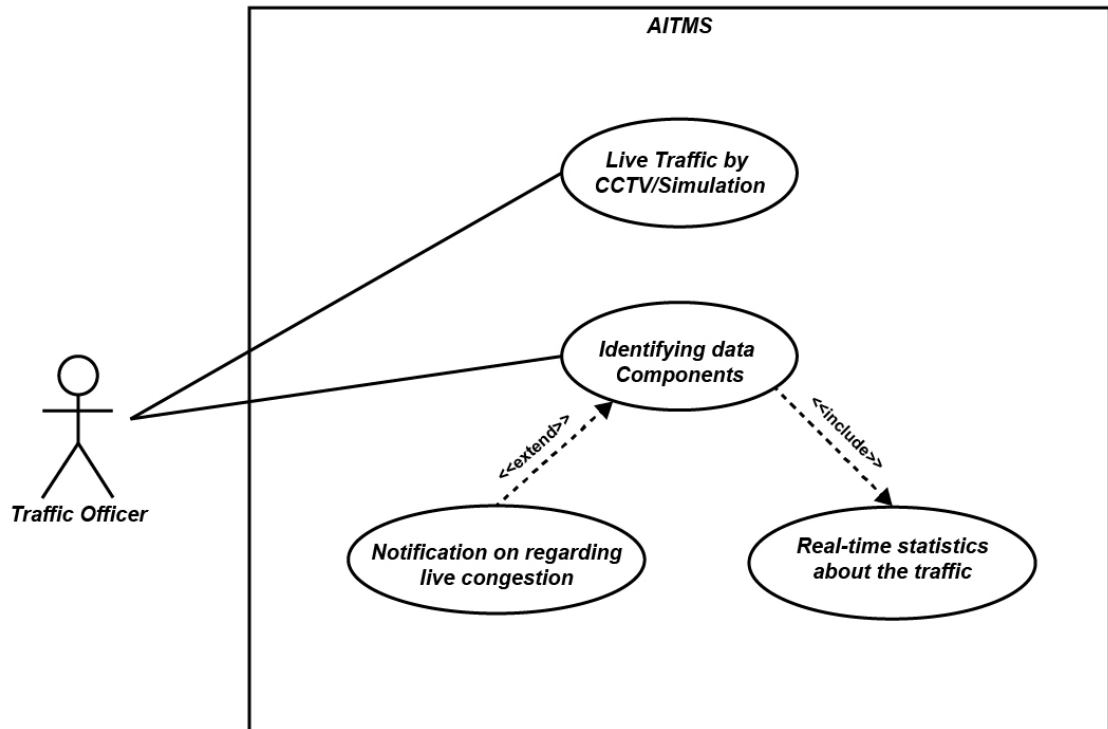 AITMS
Live Traffic by
CCTV/Simulation
Identifying data
Components
<<extend>>
<<include>>
Traffic Officer
Notification on regarding
live congestion
Real-time statistics
about the traffic